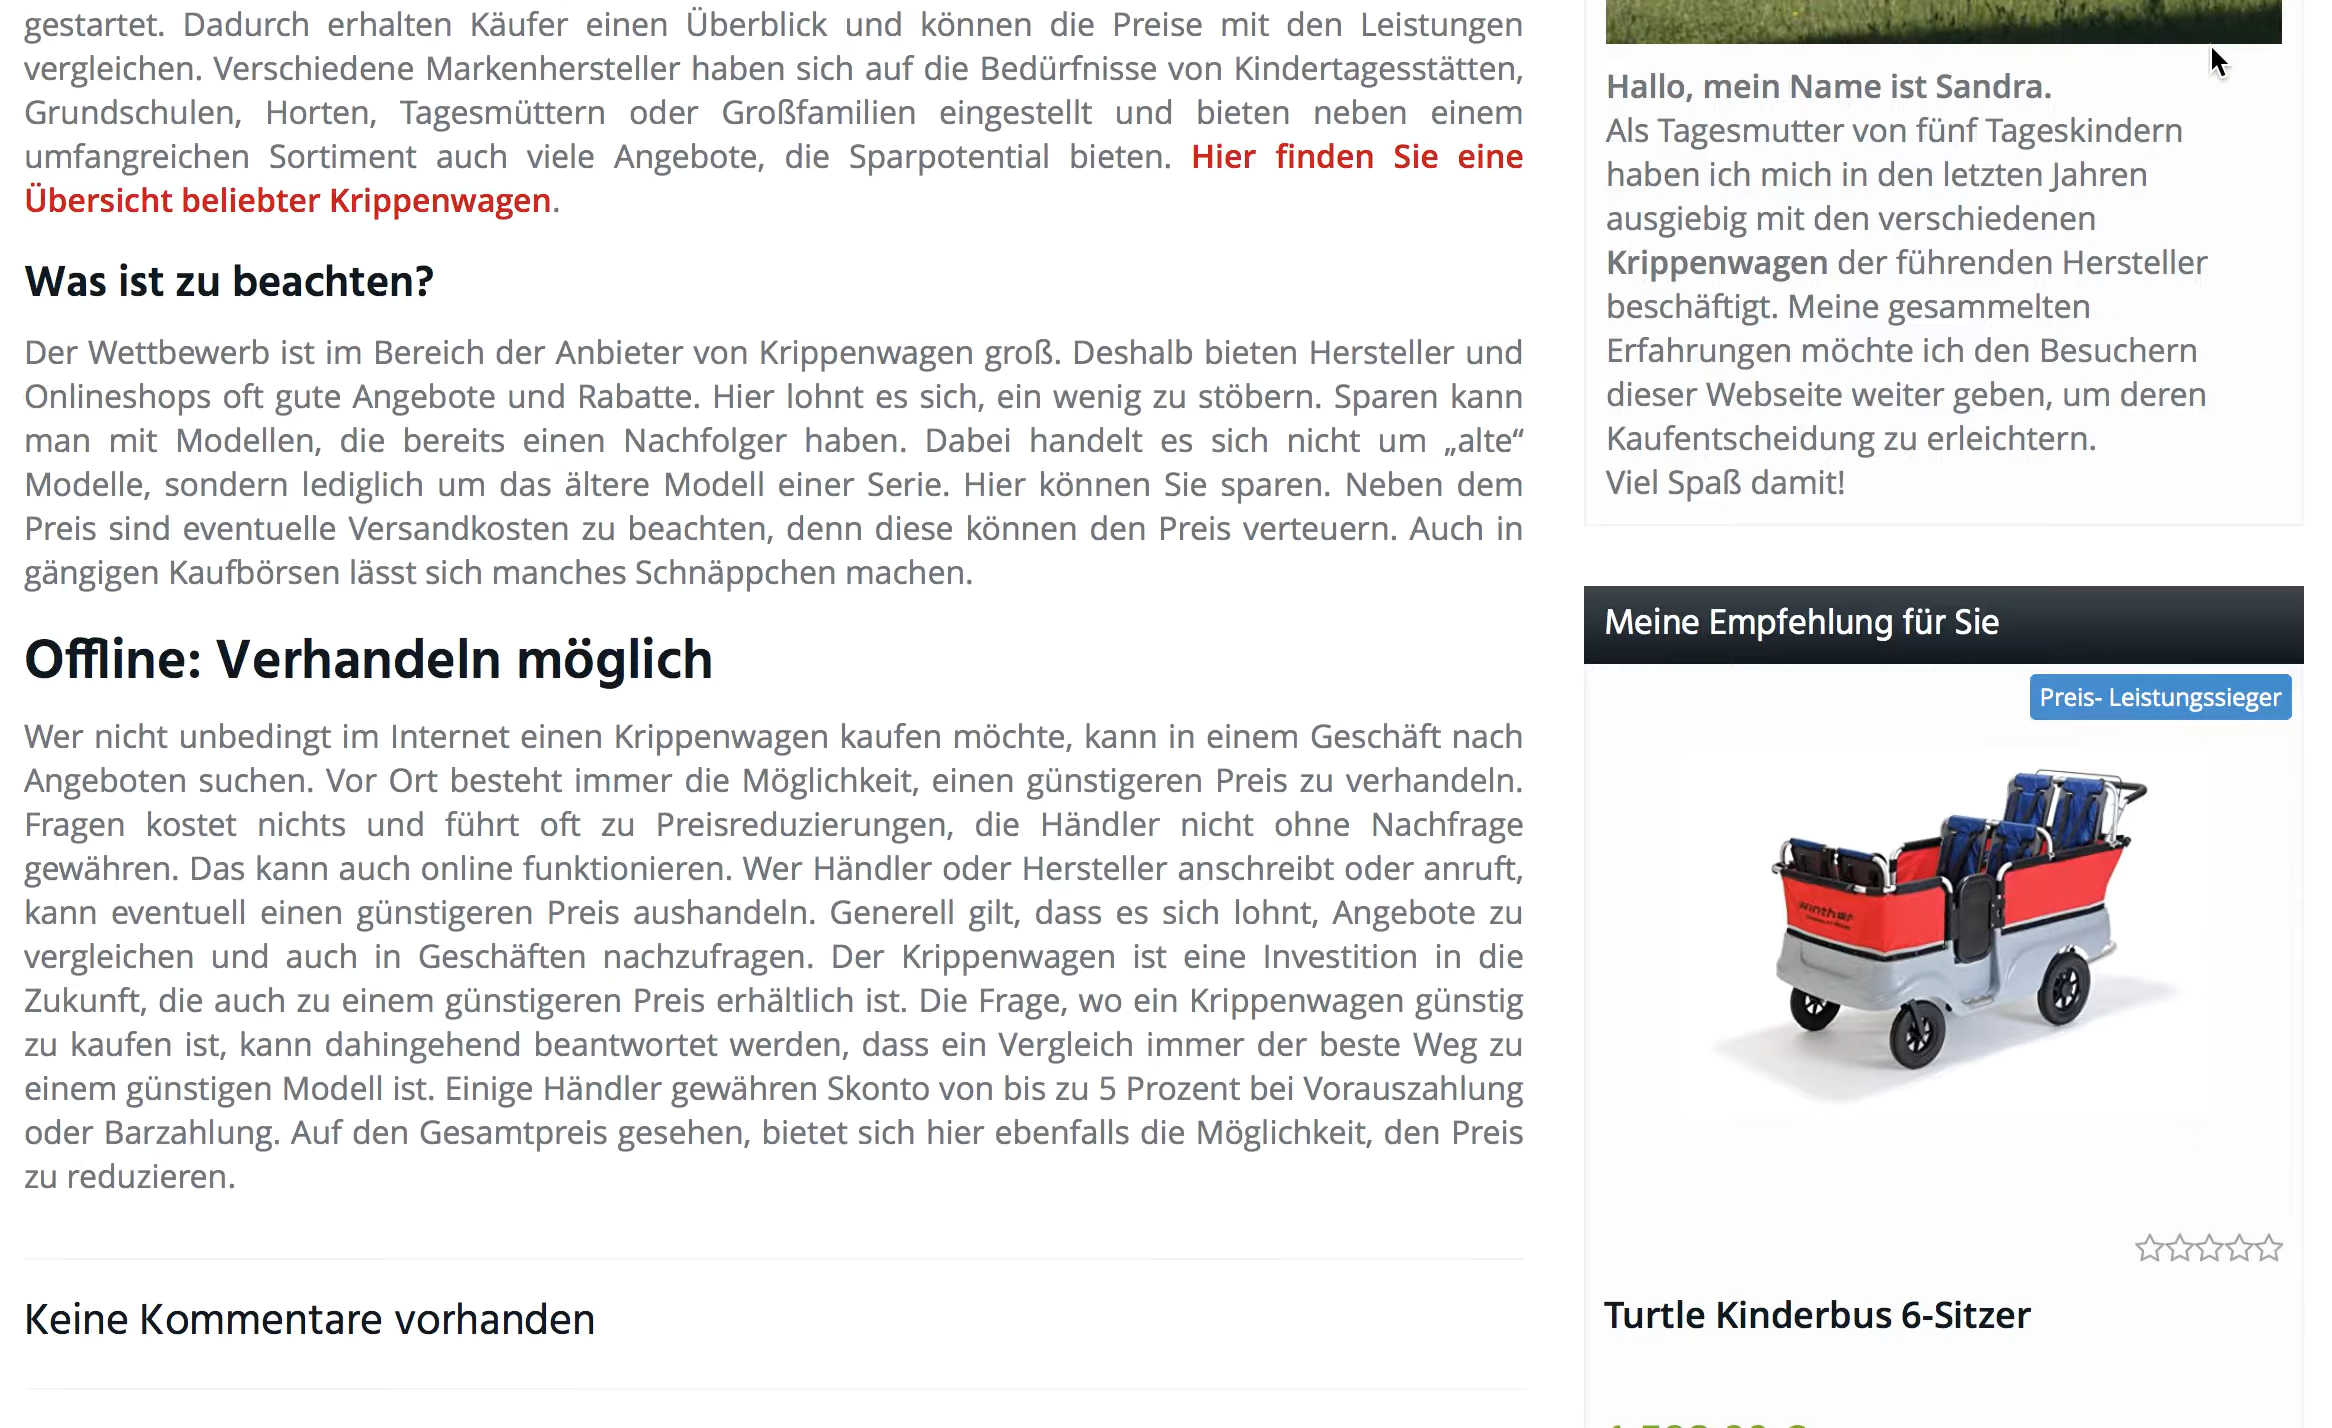 gestartet. Dadurch erhalten Käufer einen Überblick und können die Preise mit den Leistungen
vergleichen. Verschiedene Markenhersteller haben sich auf die Bedürfnisse von Kindertagesstätten,
Grundschulen, Horten, Tagesmüttern oder Großfamilien eingestellt und bieten neben einem
umfangreichen Sortiment auch viele Angebote, die Sparpotential bieten. Hier finden Sie eine
Übersicht beliebter Krippenwagen.
Was ist zu beachten?
Der Wettbewerb ist im Bereich der Anbieter von Krippenwagen groß. Deshalb bieten Hersteller und
Onlineshops oft gute Angebote und Rabatte. Hier lohnt es sich, ein wenig zu stöbern. Sparen kann
man mit Modellen, die bereits einen Nachfolger haben. Dabei handelt es sich nicht um „alte“
Modelle, sondern lediglich um das ältere Modell einer Serie. Hier können Sie sparen. Neben dem
Preis sind eventuelle Versandkosten zu beachten, denn diese können den Preis verteuern. Auch in
gängigen Kaufbörsen lässt sich manches Schnäppchen machen.
Offline: Verhandeln möglich
Wer nicht unbedingt im Internet einen Krippenwagen kaufen möchte, kann in einem Geschäft nach
Angeboten suchen. Vor Ort besteht immer die Möglichkeit, einen günstigeren Preis zu verhandeln.
Fragen kostet nichts und führt oft zu Preisreduzierungen, die Händler nicht ohne Nachfrage
gewähren. Das kann auch online funktionieren. Wer Händler oder Hersteller anschreibt oder anruft,
kann eventuell einen günstigeren Preis aushandeln. Generell gilt, dass es sich lohnt, Angebote zu
vergleichen und auch in Geschäften nachzufragen. Der Krippenwagen ist eine Investition in die
Zukunft, die auch zu einem günstigeren Preis erhältlich ist. Die Frage, wo ein Krippenwagen günstig
zu kaufen ist, kann dahingehend beantwortet werden, dass ein Vergleich immer der beste Weg zu
einem günstigen Modell ist. Einige Händler gewähren Skonto von bis zu 5 Prozent bei Vorauszahlung
oder Barzahlung. Auf den Gesamtpreis gesehen, bietet sich hier ebenfalls die Möglichkeit, den Preis
zu reduzieren.
Keine Kommentare vorhanden
Hallo, mein Name ist Sandra.
Als Tagesmutter von fünf Tageskindern
haben ich mich in den letzten Jahren
ausgiebig mit den verschiedenen
Krippenwagen der führenden Hersteller
beschäftigt. Meine gesammelten
Erfahrungen möchte ich den Besuchern
dieser Webseite weiter geben, um deren
Kaufentscheidung zu erleichtern.
Viel Spaß damit!
Meine Empfehlung für Sie
Preis- Leistungssieger
winther
Turtle Kinderbus 6-Sitzer